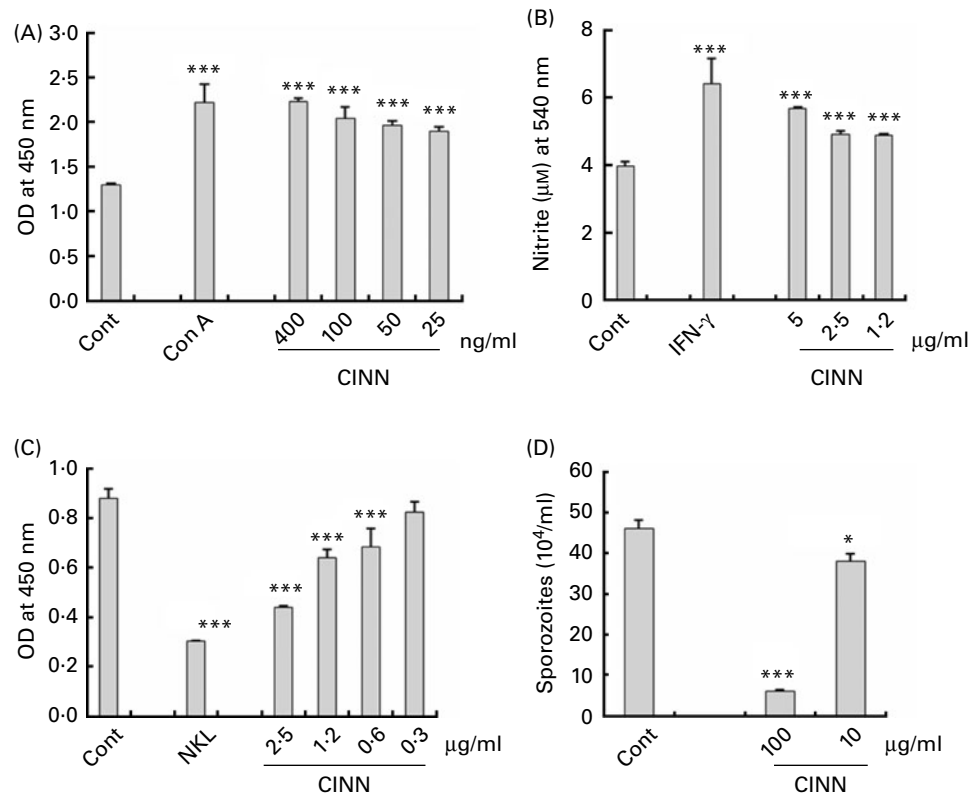 (A)
3·0
2·5
2·0
1·5
1·0
0·5
0·0
OD at 450 nm
***
*** *** *** ***
Cont Con A 400 100 50 25 ng/ml
CINN
(B)
8
6
4
2
0
Nitrite (μM) at 540 nm
***
*** *** ***
Cont IFN-γ 5 2·5 1·2 μg/ml
CINN
(C)
1·0
0·8
0·6
0·4
0·2
0·0
OD at 450 nm
***
*** *** ***
Cont NKL 2·5 1·2 0·6 0·3 μg/ml
CINN
(D)
60
50
40
30
20
10
0
Sporozoites (10⁴/ml)
*** *
Cont 100 10 μg/ml
CINN